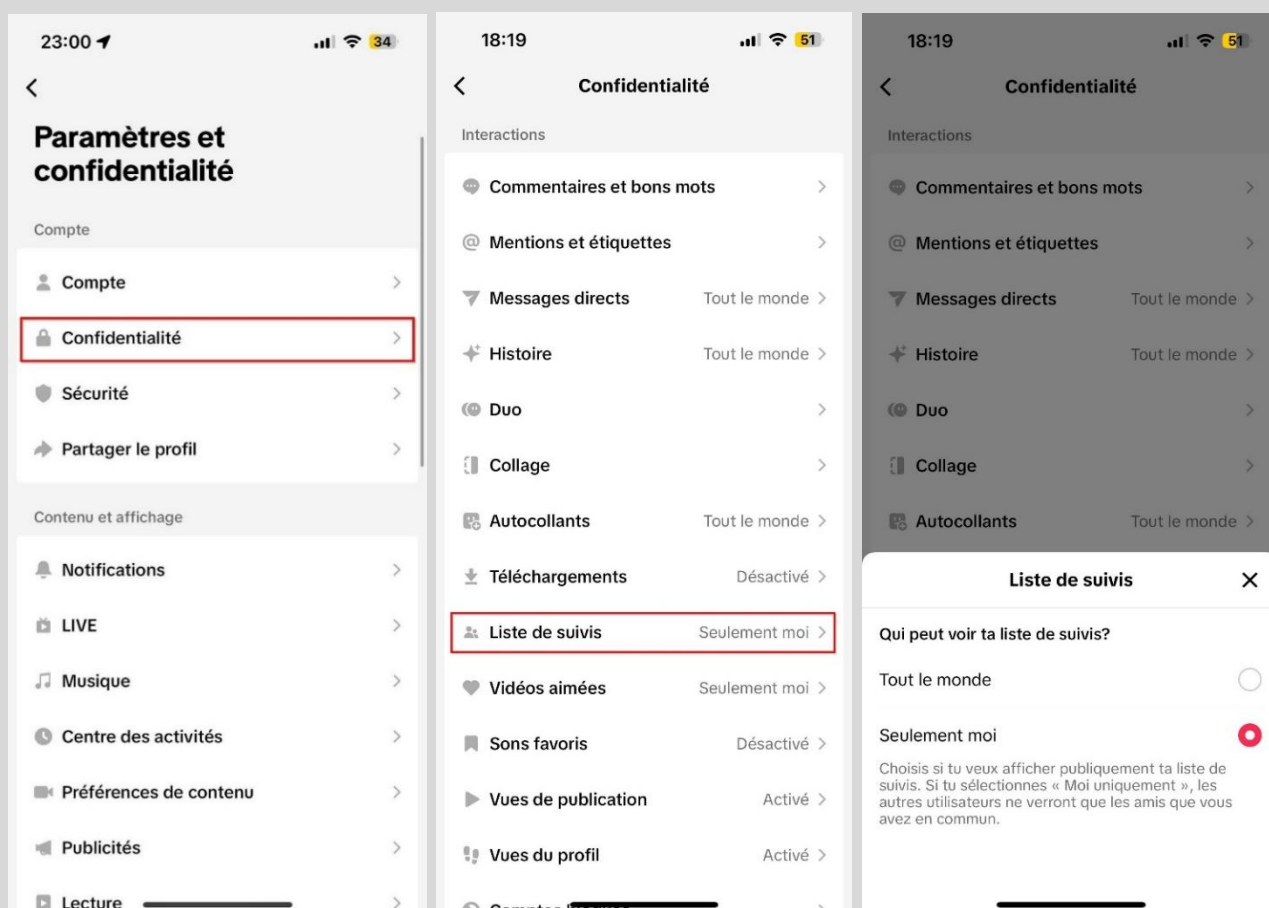 23:00
34
Paramètres et
confidentialité
Compte
Compte
Confidentialité
Sécurité
Partager le profil
Contenu et affichage
Notifications
LIVE
Musique
Centre des activités
Préférences de contenu
Publicités
Lecture
18:19
51
Confidentialité
Interactions
Commentaires et bons mots
Mentions et étiquettes
Messages directs Tout le monde
Histoire Tout le monde
Duo
Collage
Autocollants Tout le monde
Téléchargements Désactivé
Liste de suivis Seulement moi
Vidéos aimées Seulement moi
Sons favoris Désactivé
Vues de publication Activé
Vues du profil Activé
18:19
51
Confidentialité
Interactions
Commentaires et bons mots
Mentions et étiquettes
Messages directs Tout le monde
Histoire Tout le monde
Duo
Collage
Autocollants Tout le monde
Liste de suivis
Qui peut voir ta liste de suivis?
Tout le monde
Seulement moi
Choisis si tu veux afficher publiquement ta liste de
suivis. Si tu sélectionnes « Moi uniquement », les
autres utilisateurs ne verront que les amis que vous
avez en commun.